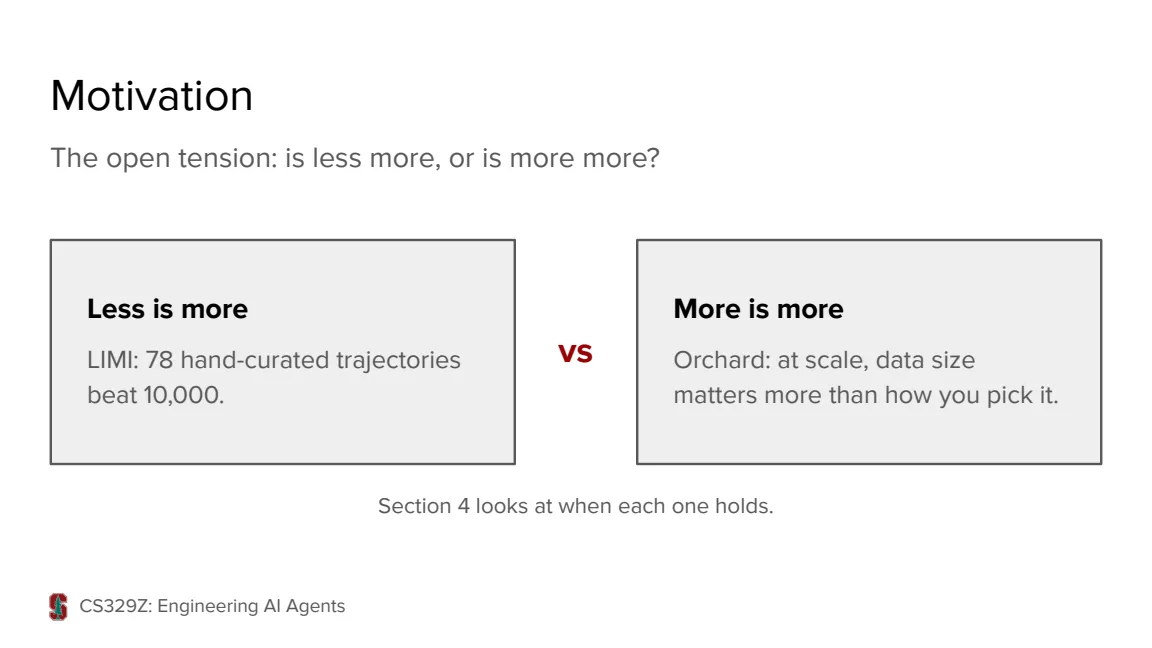 Motivation
The open tension: is less more, or is more more?
Less is more
LIMI: 78 hand-curated trajectories
beat 10,000.
vs
More is more
Orchard: at scale, data size
matters more than how you pick it.
Section 4 looks at when each one holds.
CS329Z: Engineering AI Agents